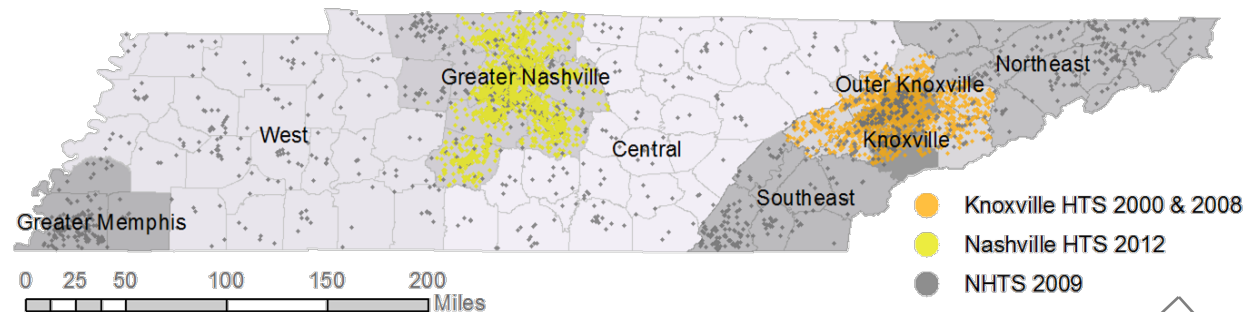 Northeast
Greater Nashville
Outer Knoxville
West
Knoxville
Central
Southeast
Greater Memphis
Knoxville HTS 2000 & 2008
Nashville HTS 2012
NHTS 2009
0 25 50 100 150 200
Miles